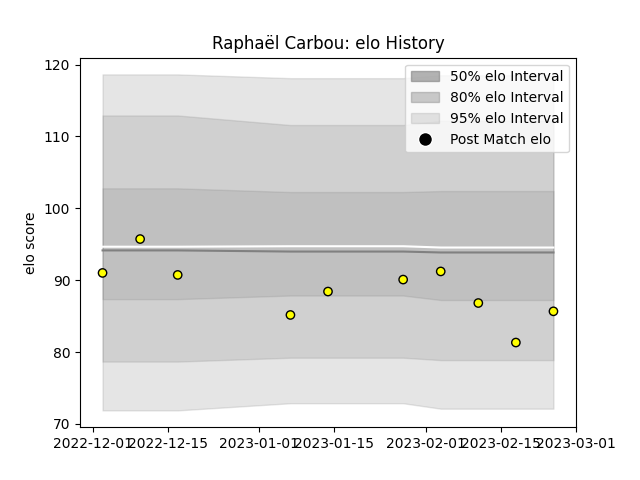 Raphaël Carbou: elo History
120
110
100
90
80
70
elo score
50% elo Interval
80% elo Interval
95% elo Interval
Post Match elo
2022-12-01
2022-12-15
2023-01-01
2023-01-15
2023-02-01
2023-02-15
2023-03-01